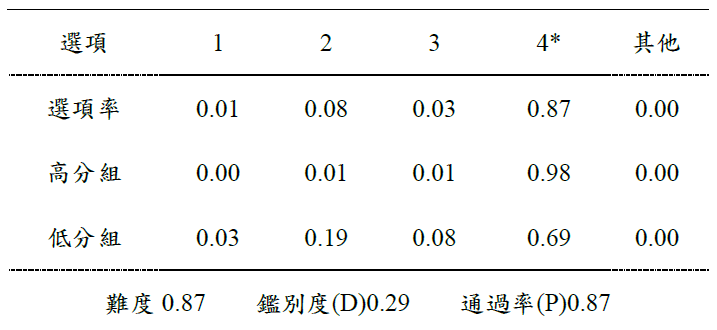 選項 1 2 3 4* 其他
選項率 0.01 0.08 0.03 0.87 0.00
高分組 0.00 0.01 0.01 0.98 0.00
低分組 0.03 0.19 0.08 0.69 0.00
難度 0.87 鑑別度(D)0.29 通過率(P)0.87